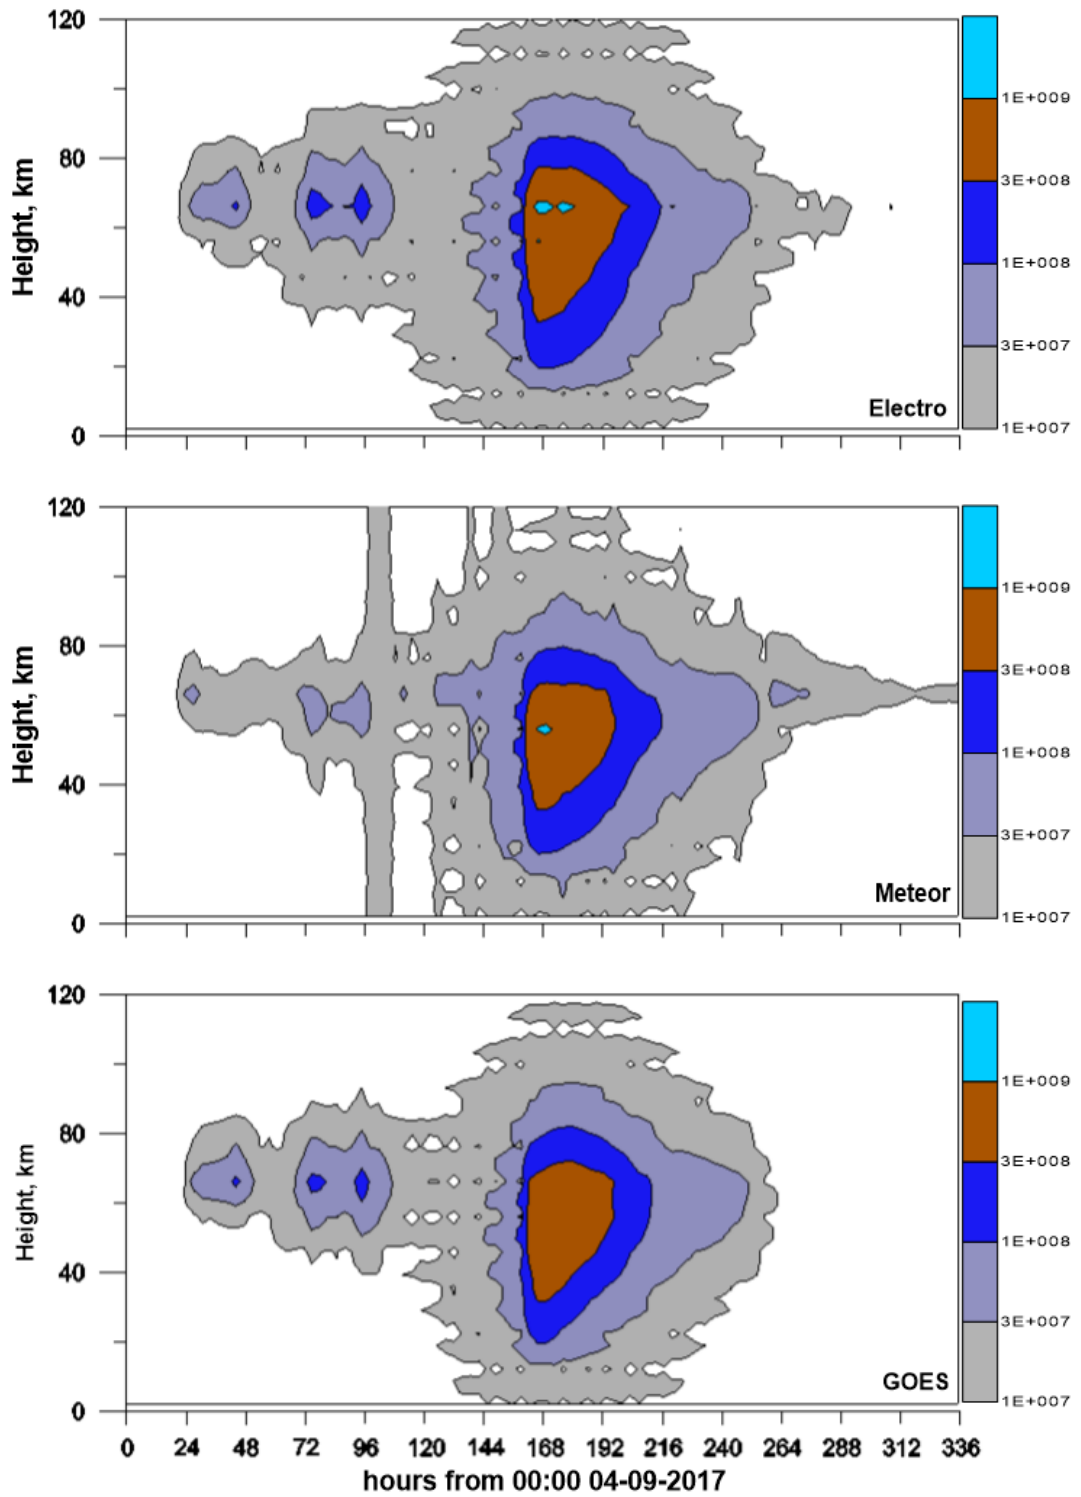 120
80
40
0
Height, km
Electro
1E+009
3E+008
1E+008
3E+007
1E+007
120
80
40
0
Height, km
Meteor
1E+009
3E+008
1E+008
3E+007
1E+007
120
80
40
0
Height, km
GOES
1E+009
3E+008
1E+008
3E+007
1E+007
0 24 48 72 96 120 144 168 192 216 240 264 288 312 336
hours from 00:00 04-09-2017